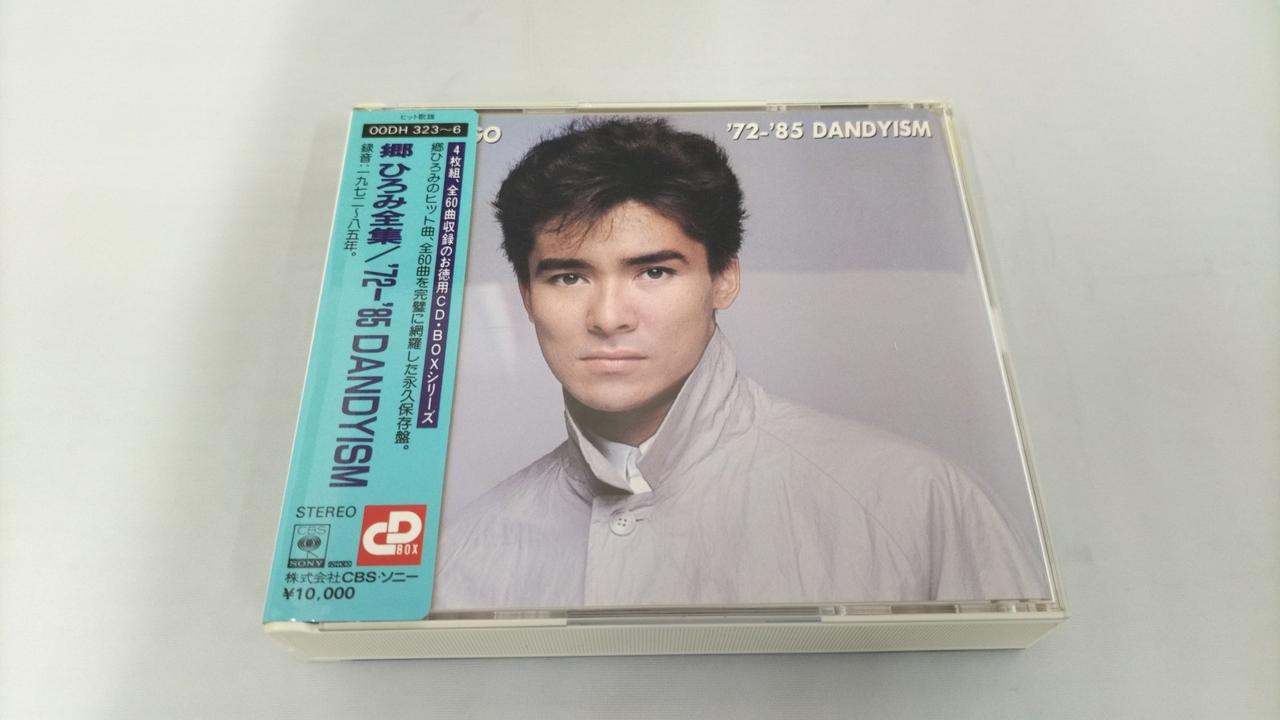 ヒット歌謡
00DH 323〜6
4枚組、全60曲収録のお徳用CD・BOXシリーズ
郷ひろみのヒット曲、全60曲を完璧に網羅した永久保存盤。
郷ひろみ全集/'72-'85 DANDYISM
録音:一九七二〜八五年。
STEREO
CBS
SONY
CD
BOX
株式会社CBS・ソニー
¥10,000
GO
'72-'85 DANDYISM